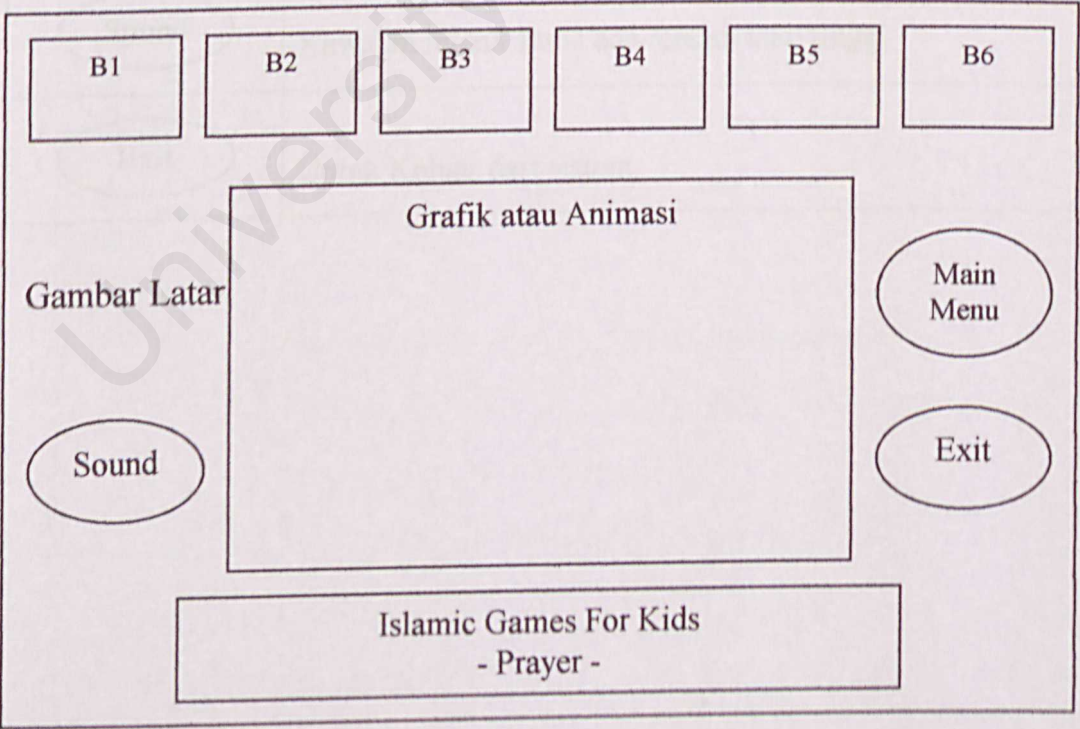 B1 B2 B3 B4 B5 B6
Grafik atau Animasi
Gambar Latar
Main
Menu
Sound
Exit
Islamic Games For Kids
- Prayer -
University